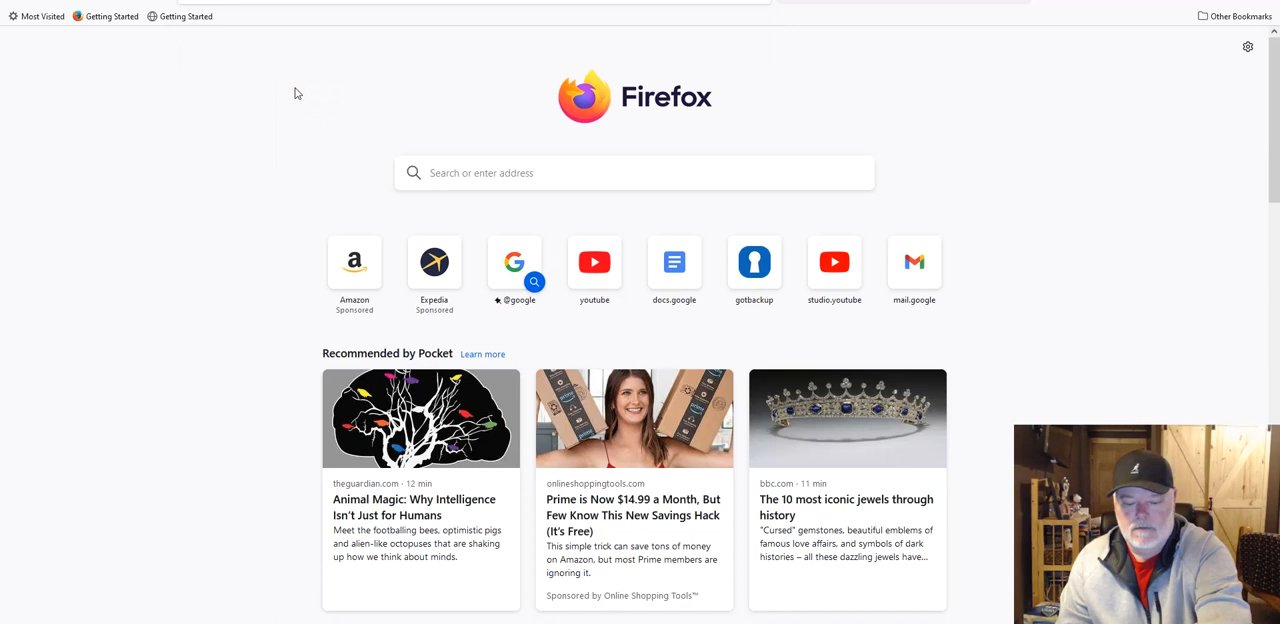 Most Visited
Getting Started
Getting Started
Other Bookmarks
Firefox
Search or enter address
Amazon
Sponsored
Expedia
Sponsored
@google
youtube
docs.google
gotbackup
studio.youtube
mail.google
Recommended by Pocket Learn more
theguardian.com · 12 min
Animal Magic: Why Intelligence
Isn't Just for Humans
Meet the footballing bees, optimistic pigs
and alien-like octopuses that are shaking
up how we think about minds.
onlineshoppingtools.com
Prime is Now $14.99 a Month, But
Few Know This New Savings Hack
(It's Free)
This simple trick can save tons of money
on Amazon, but most Prime members are
ignoring it.
Sponsored by Online Shopping Tools™
bbc.com · 11 min
The 10 most iconic jewels through
history
"Cursed" gemstones, beautiful emblems of
famous love affairs, and symbols of dark
histories – all these dazzling jewels have...